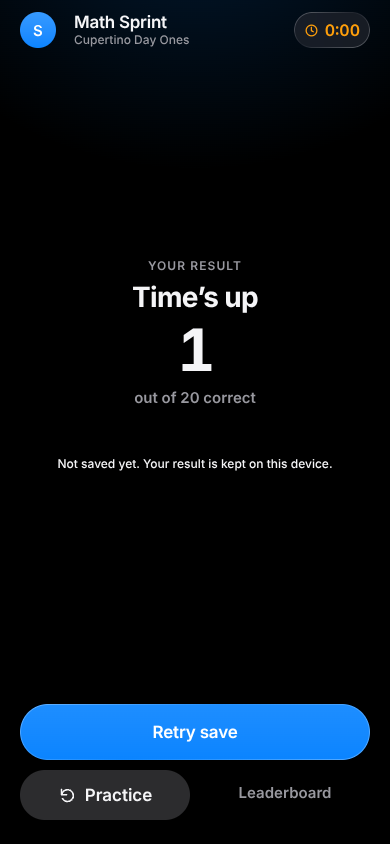 S
Math Sprint
Cupertino Day Ones
0:00
YOUR RESULT
Time’s up
1
out of 20 correct
Not saved yet. Your result is kept on this device.
Retry save
Practice
Leaderboard